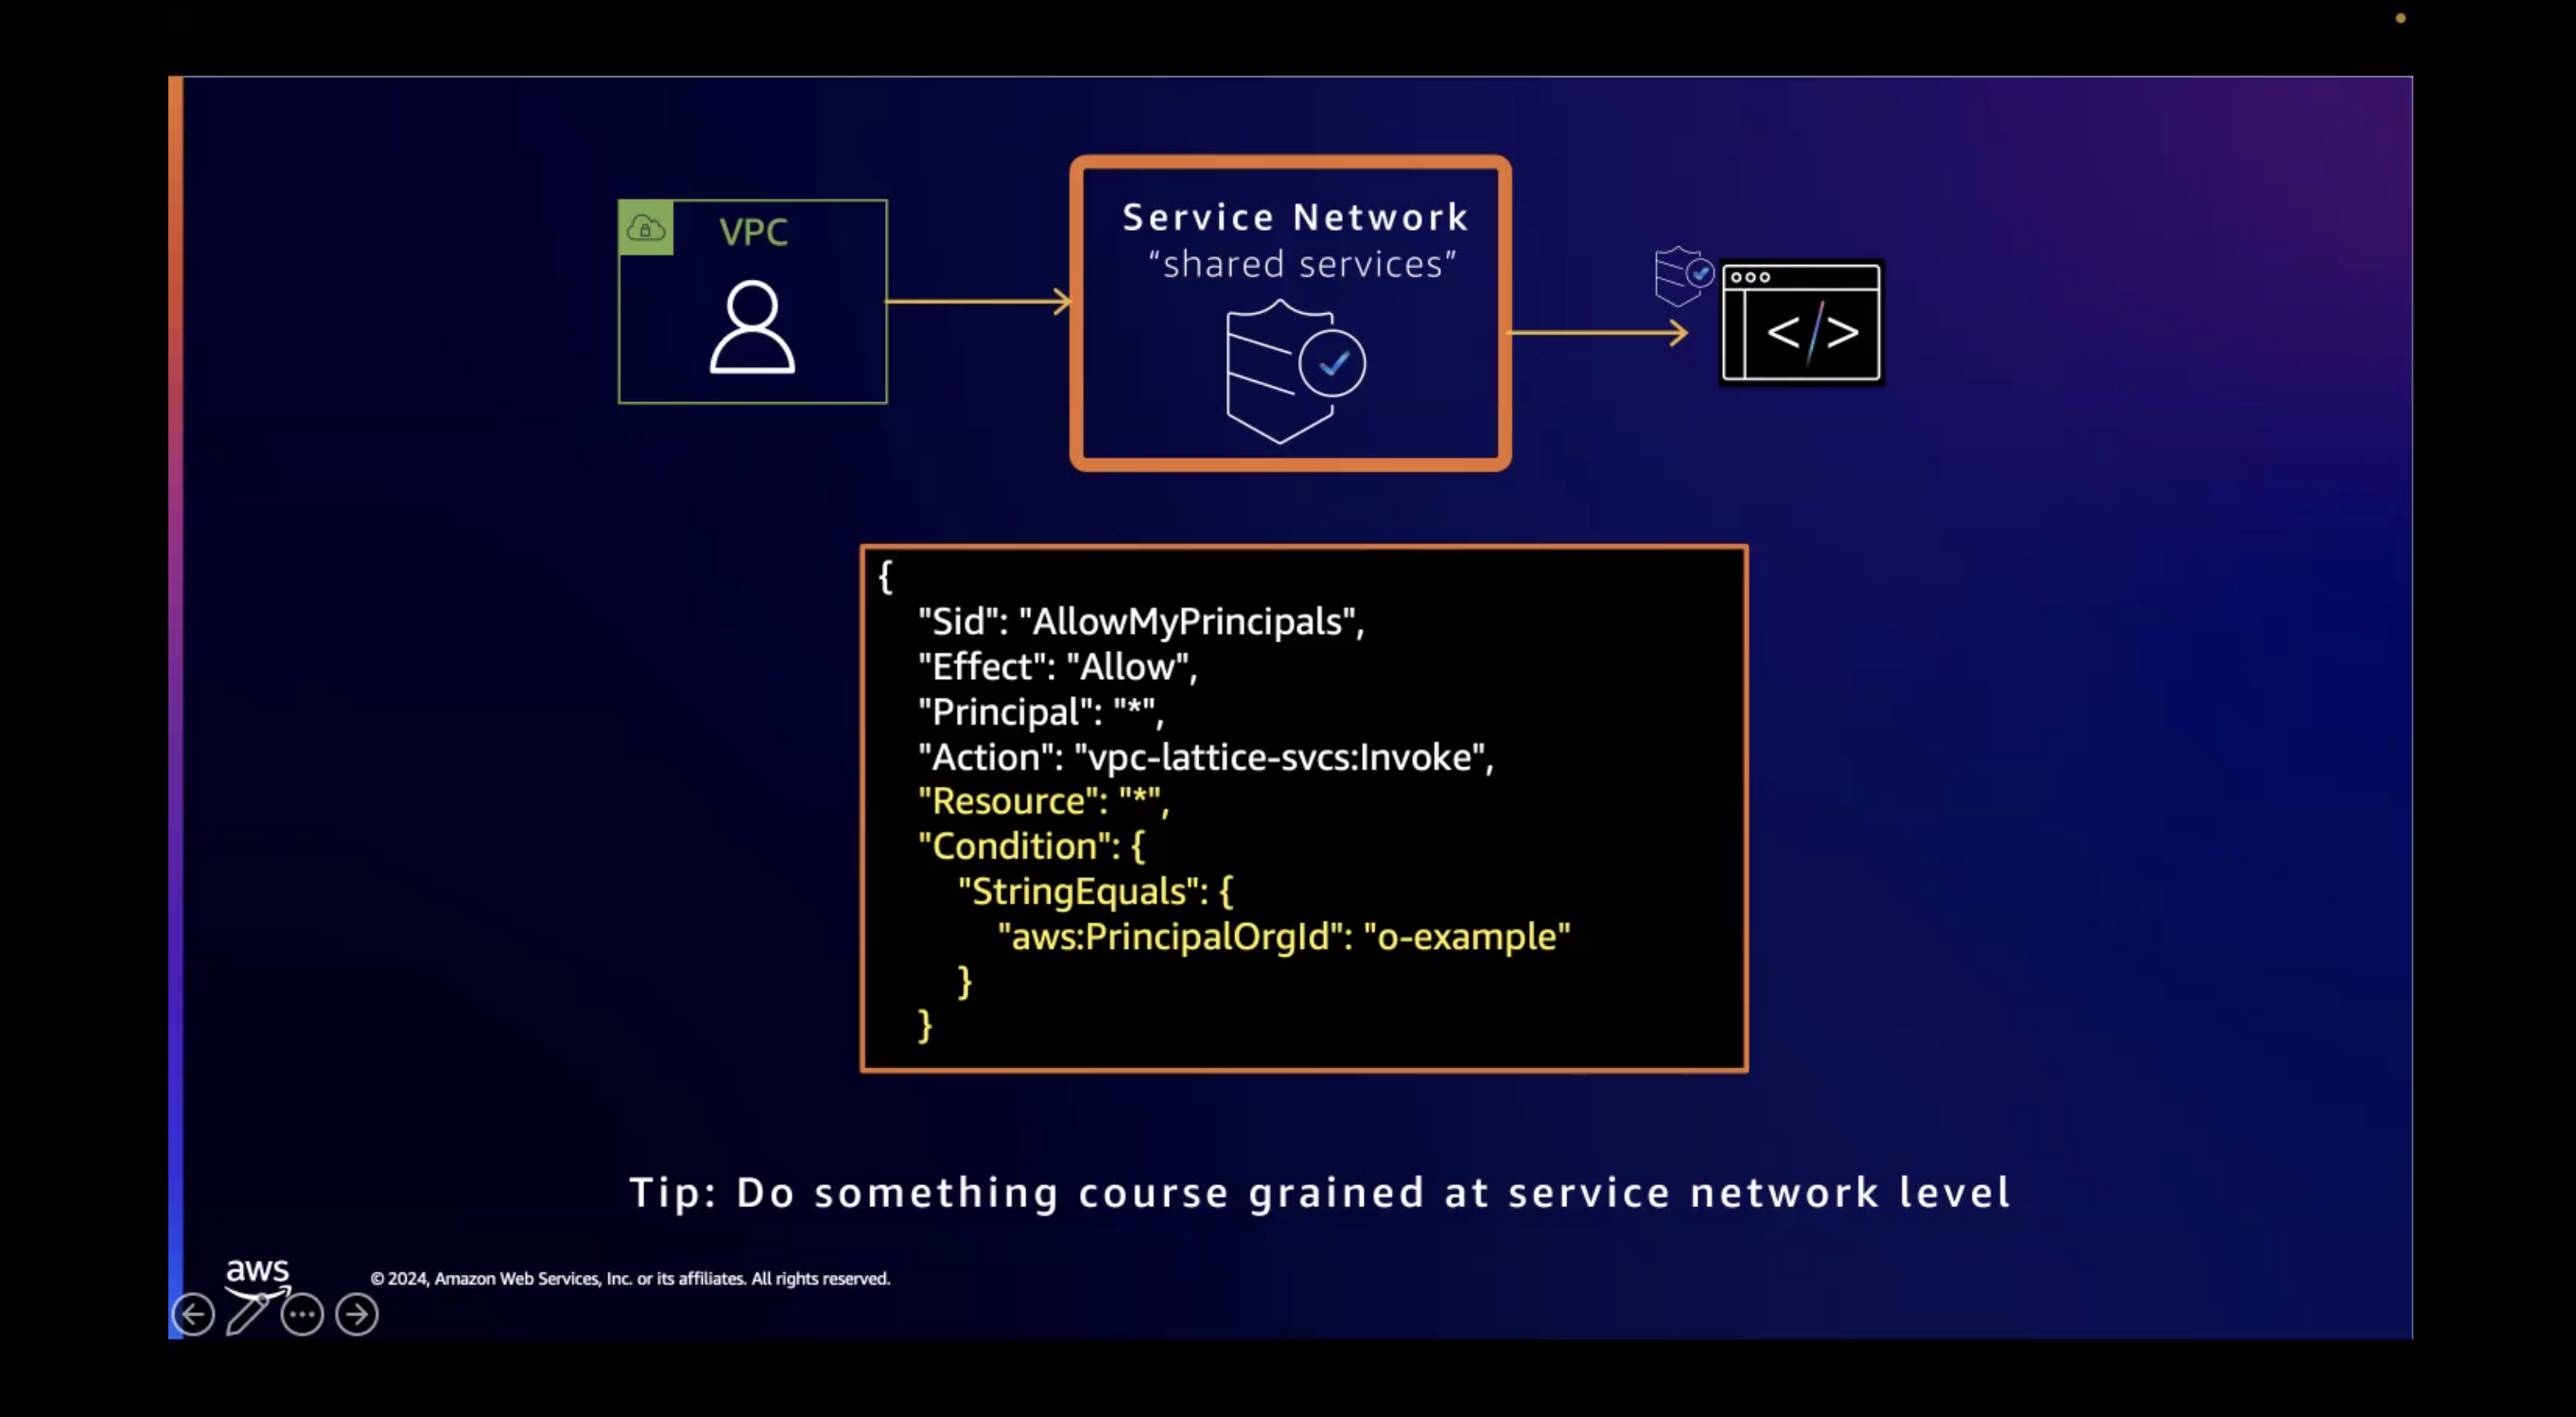 VPC
Service Network
“shared services”
</>
{
"Sid": "AllowMyPrincipals",
"Effect": "Allow",
"Principal": "*",
"Action": "vpc-lattice-svcs:Invoke",
"Resource": "*",
"Condition": {
"StringEquals": {
"aws:PrincipalOrgId": "o-example"
}
}
Tip: Do something course grained at service network level
aws
© 2024, Amazon Web Services, Inc. or its affiliates. All rights reserved.